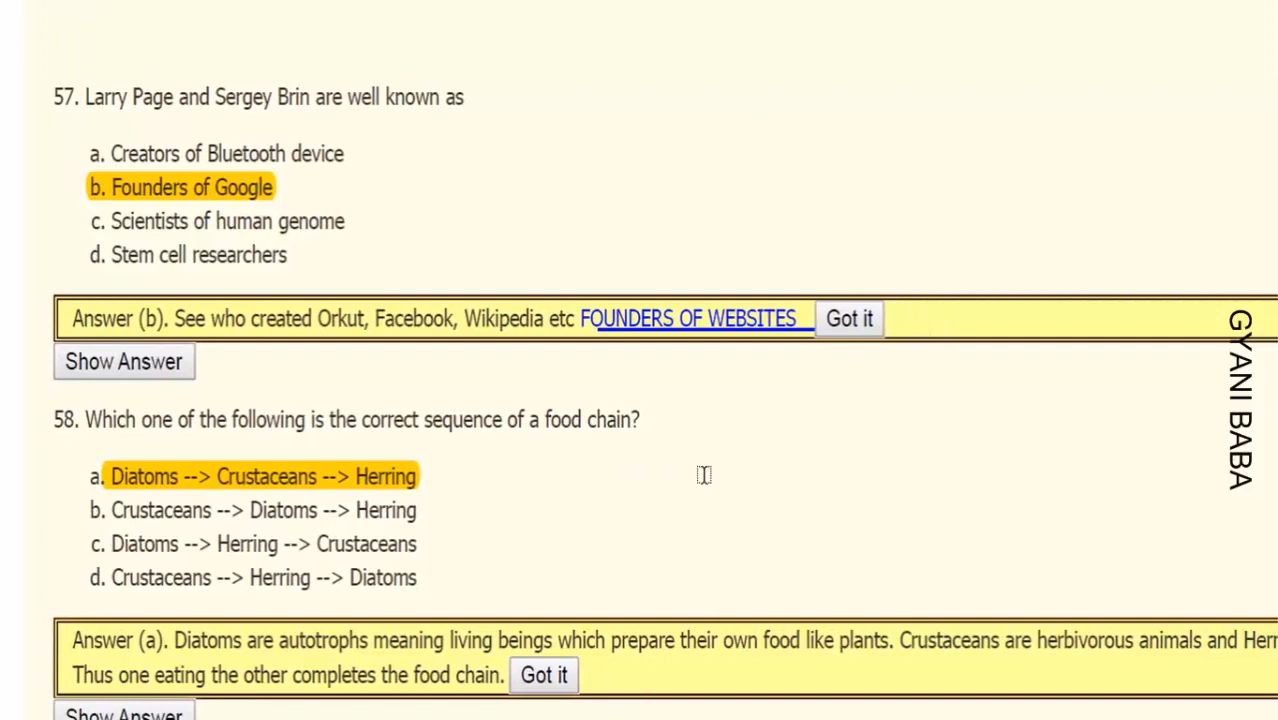 57. Larry Page and Sergey Brin are well known as
a. Creators of Bluetooth device
b. Founders of Google
c. Scientists of human genome
d. Stem cell researchers
Answer (b). See who created Orkut, Facebook, Wikipedia etc FOUNDERS OF WEBSITES Got it
Show Answer
GYANI BABA
58. Which one of the following is the correct sequence of a food chain?
a. Diatoms --> Crustaceans --> Herring
b. Crustaceans --> Diatoms --> Herring
c. Diatoms --> Herring --> Crustaceans
d. Crustaceans --> Herring --> Diatoms
Answer (a). Diatoms are autotrophs meaning living beings which prepare their own food like plants. Crustaceans are herbivorous animals and Herr
Thus one eating the other completes the food chain. Got it
Show Answer